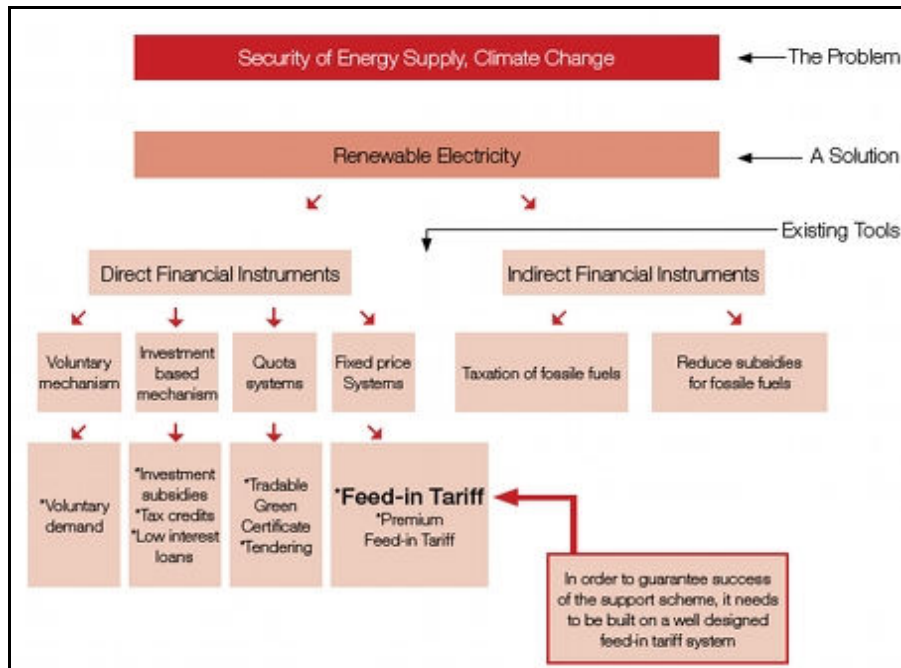 Security of Energy Supply, Climate Change
The Problem
Renewable Electricity
A Solution
Existing Tools
Direct Financial Instruments
Indirect Financial Instruments
Voluntary
mechanism
Investment
based
mechanism
Quota
systems
Fixed price
Systems
Taxation of fossile fuels
Reduce subsidies
for fossile fuels
*Voluntary
demand
*Investment
subsidies
*Tax credits
*Low interest
loans
*Tradable
Green
Certificate
*Tendering
*Feed-in Tariff
*Premium
Feed-in Tariff
In order to guarantee success
of the support scheme, it needs
to be built on a well designed
feed-in tariff system